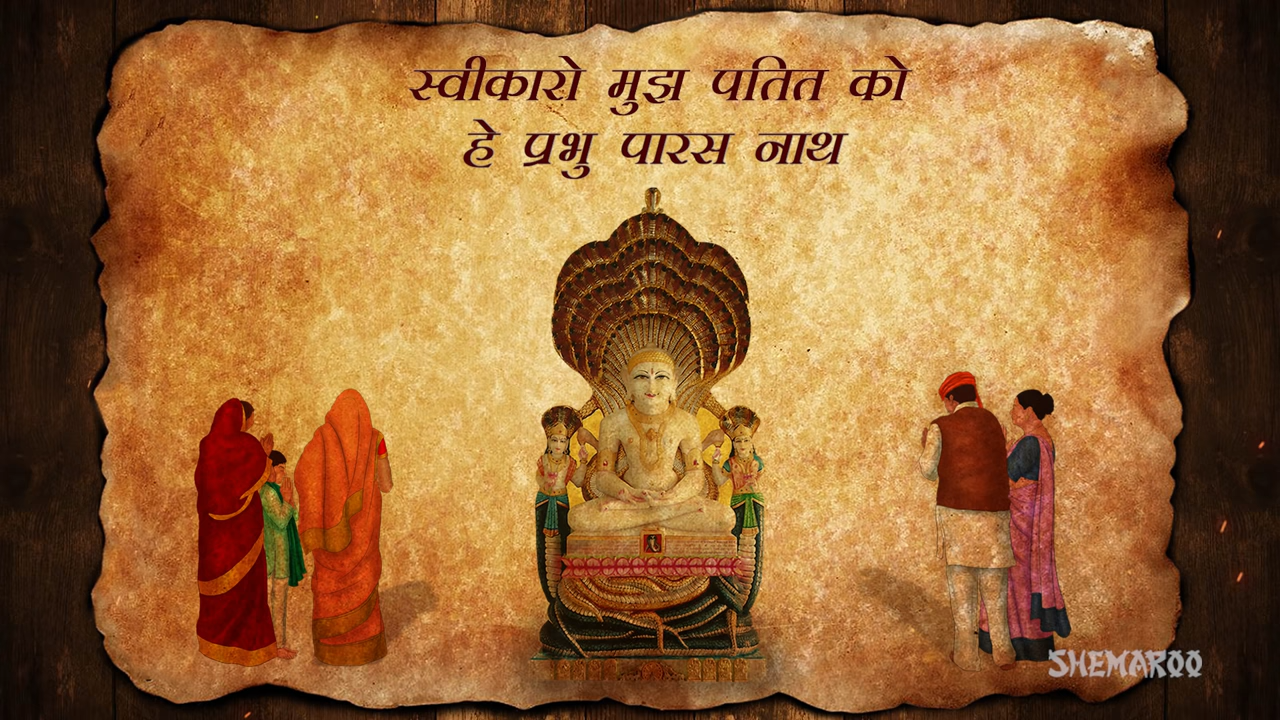 स्वीकारो मुझ पतित को
हे प्रभु पारस नाथ
SHEMAROO